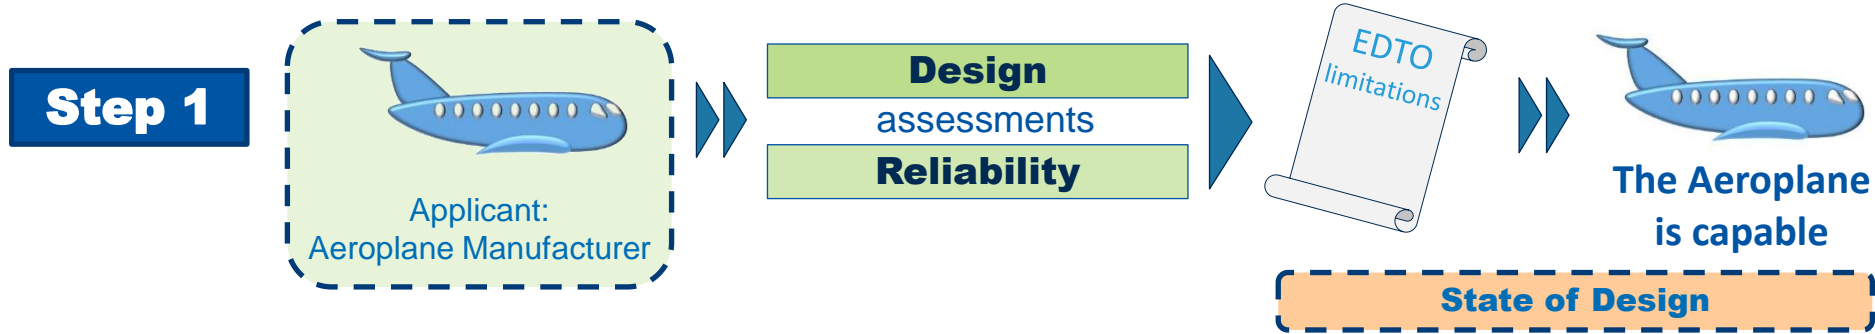 Step 1
Applicant:
Aeroplane Manufacturer
Design
assessments
Reliability
EDTO
limitations
The Aeroplane
is capable
State of Design